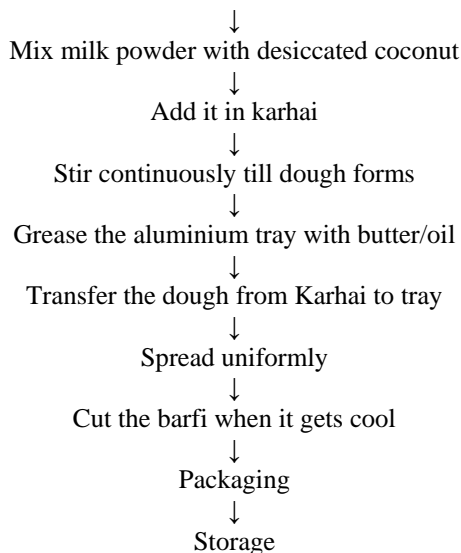 ↓
Mix milk powder with desiccated coconut
↓
Add it in karhai
↓
Stir continuously till dough forms
↓
Grease the aluminium tray with butter/oil
↓
Transfer the dough from Karhai to tray
↓
Spread uniformly
↓
Cut the barfi when it gets cool
↓
Packaging
↓
Storage